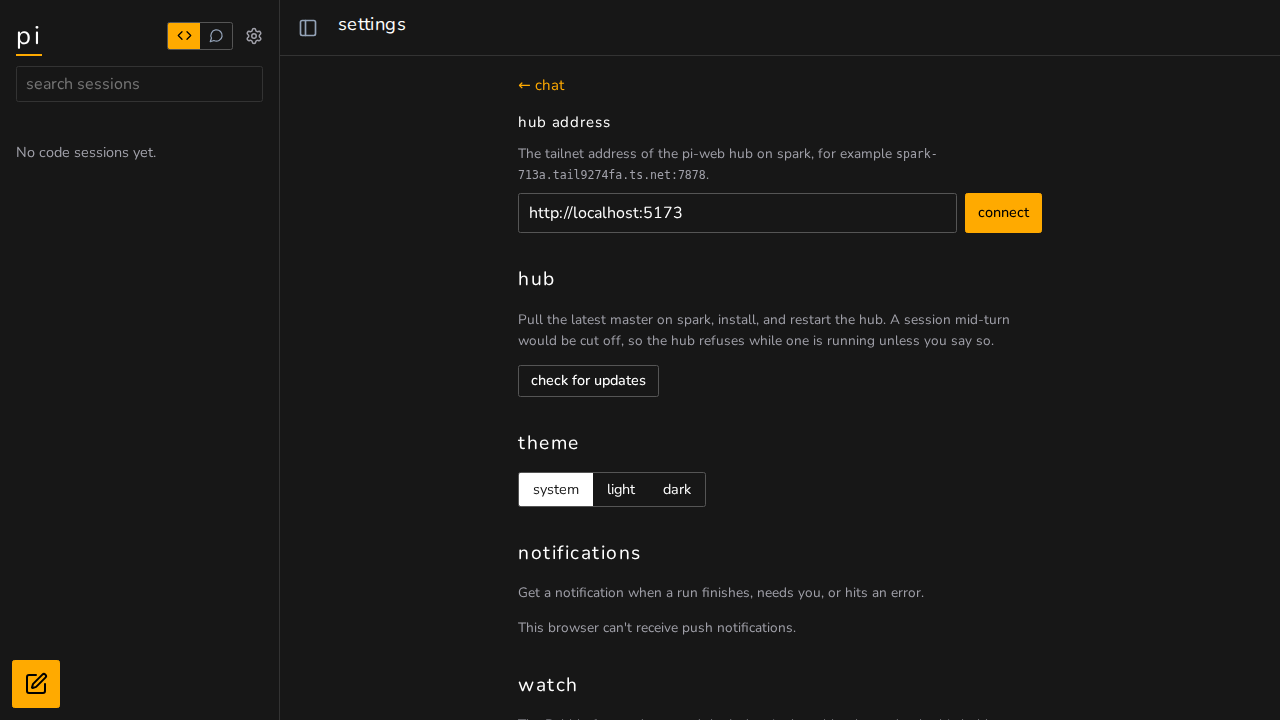 pi
search sessions
No code sessions yet.
settings
← chat
hub address
The tailnet address of the pi-web hub on spark, for example spark-
713a.tail9274fa.ts.net:7878.
http://localhost:5173
connect
hub
Pull the latest master on spark, install, and restart the hub. A session mid-turn
would be cut off, so the hub refuses while one is running unless you say so.
check for updates
theme
system light dark
notifications
Get a notification when a run finishes, needs you, or hits an error.
This browser can't receive push notifications.
watch